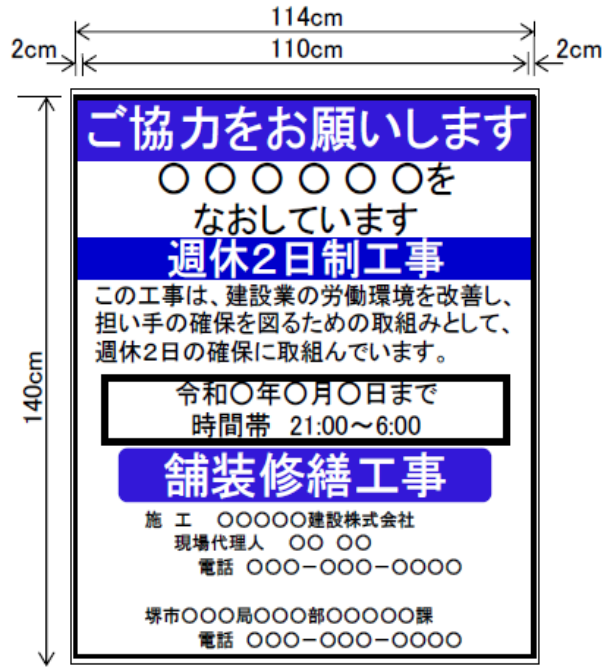 114cm
2cm 110cm 2cm
140cm
ご協力をお願いします
〇〇〇〇〇〇を
なおしています
週休2日制工事
この工事は、建設業の労働環境を改善し、
担い手の確保を図るための取組みとして、
週休2日の確保に取組んでいます。
令和〇年〇月〇日まで
時間帯 21:00～6:00
舗装修繕工事
施 工 〇〇〇〇〇建設株式会社
現場代理人 〇〇 〇〇
電話 〇〇〇－〇〇〇－〇〇〇〇
堺市〇〇〇局〇〇〇部〇〇〇〇〇課
電話 〇〇〇－〇〇〇－〇〇〇〇